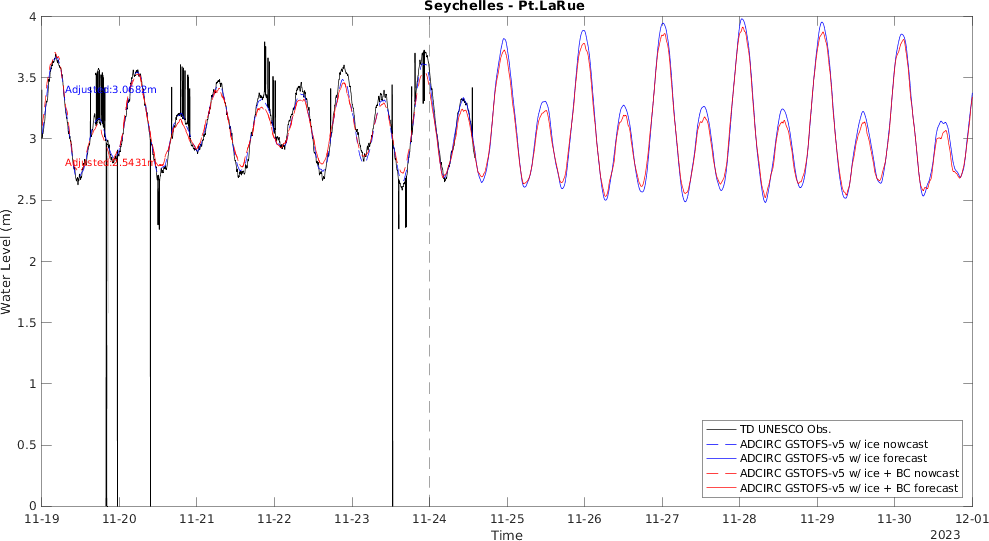 Seychelles - Pt.LaRue
Water Level (m)
4
3.5
3
2.5
2
1.5
1
0.5
0
Adjusted:3.0682m
Adjusted:2.5431m
TD UNESCO Obs.
ADCIRC GSTOFS-v5 w/ ice nowcast
ADCIRC GSTOFS-v5 w/ ice forecast
ADCIRC GSTOFS-v5 w/ ice + BC nowcast
ADCIRC GSTOFS-v5 w/ ice + BC forecast
11-19 11-20 11-21 11-22 11-23 11-24 11-25 11-26 11-27 11-28 11-29 11-30 12-01
Time
2023